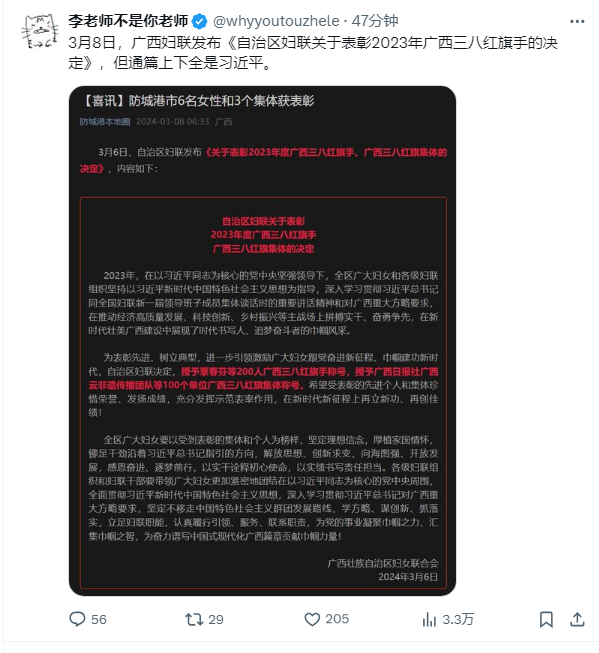 李老师不是你老师 @whyyoutouzhele · 47分钟
3月8日，广西妇联发布《自治区妇联关于表彰2023年广西三八红旗手的决
定》，但通篇上下全是习近平。
【喜讯】防城港市6名女性和3个集体获表彰
防城港本地圈 2024-03-08 06:33 广西
3月6日，自治区妇联发布《关于表彰2023年度广西三八红旗手、广西三八红旗集体的
决定》，内容如下：
自治区妇联关于表彰
2023年度广西三八红旗手
广西三八红旗集体的决定
2023年，在以习近平同志为核心的党中央坚强领导下，全区广大妇女和各级妇联
组织坚持以习近平新时代中国特色社会主义思想为指导，深入学习贯彻习近平总书记
同全国妇联新一届领导班子成员集体谈话时的重要讲话精神和对广西重大方略要求，
在推动经济高质量发展、科技创新、乡村振兴等主战场上拼搏实干、奋勇争先，在新
时代壮美广西建设中展现了时代书写人、追梦奋斗者的巾帼风采。
为表彰先进、树立典型，进一步引领激励广大妇女跟党奋进新征程、巾帼建功新时
代，自治区妇联决定，授予覃春芬等200人广西三八红旗手称号，授予广西日报社广西
云非遗传播团队等100个单位广西三八红旗集体称号。希望受表彰的先进个人和集体珍
惜荣誉、发扬成绩，充分发挥示范表率作用，在新时代新征程上再立新功、再创佳
绩！
全区广大妇女要以受到表彰的集体和个人为榜样，坚定理想信念，厚植家国情怀，
铆足干劲沿着习近平总书记指引的方向，解放思想、创新求变，向海图强、开放发
展，感恩奋进、逐梦前行，以实干诠释初心使命，以实绩书写责任担当。各级妇联组
织和妇联干部要带领广大妇女更加紧密地团结在以习近平同志为核心的党中央周围，
全面贯彻习近平新时代中国特色社会主义思想，深入学习贯彻习近平总书记对广西重
大方略要求，坚定不移走中国特色社会主义群团发展路线，学方略、谋创新、抓落
实，立足妇联职能，认真履行引领、服务、联系职责，为党的事业凝聚巾帼之力、汇
集巾帼之智，为奋力谱写中国式现代化广西篇章贡献巾帼力量！
广西壮族自治区妇女联合会
2024年3月6日
56 29 205 3.3万